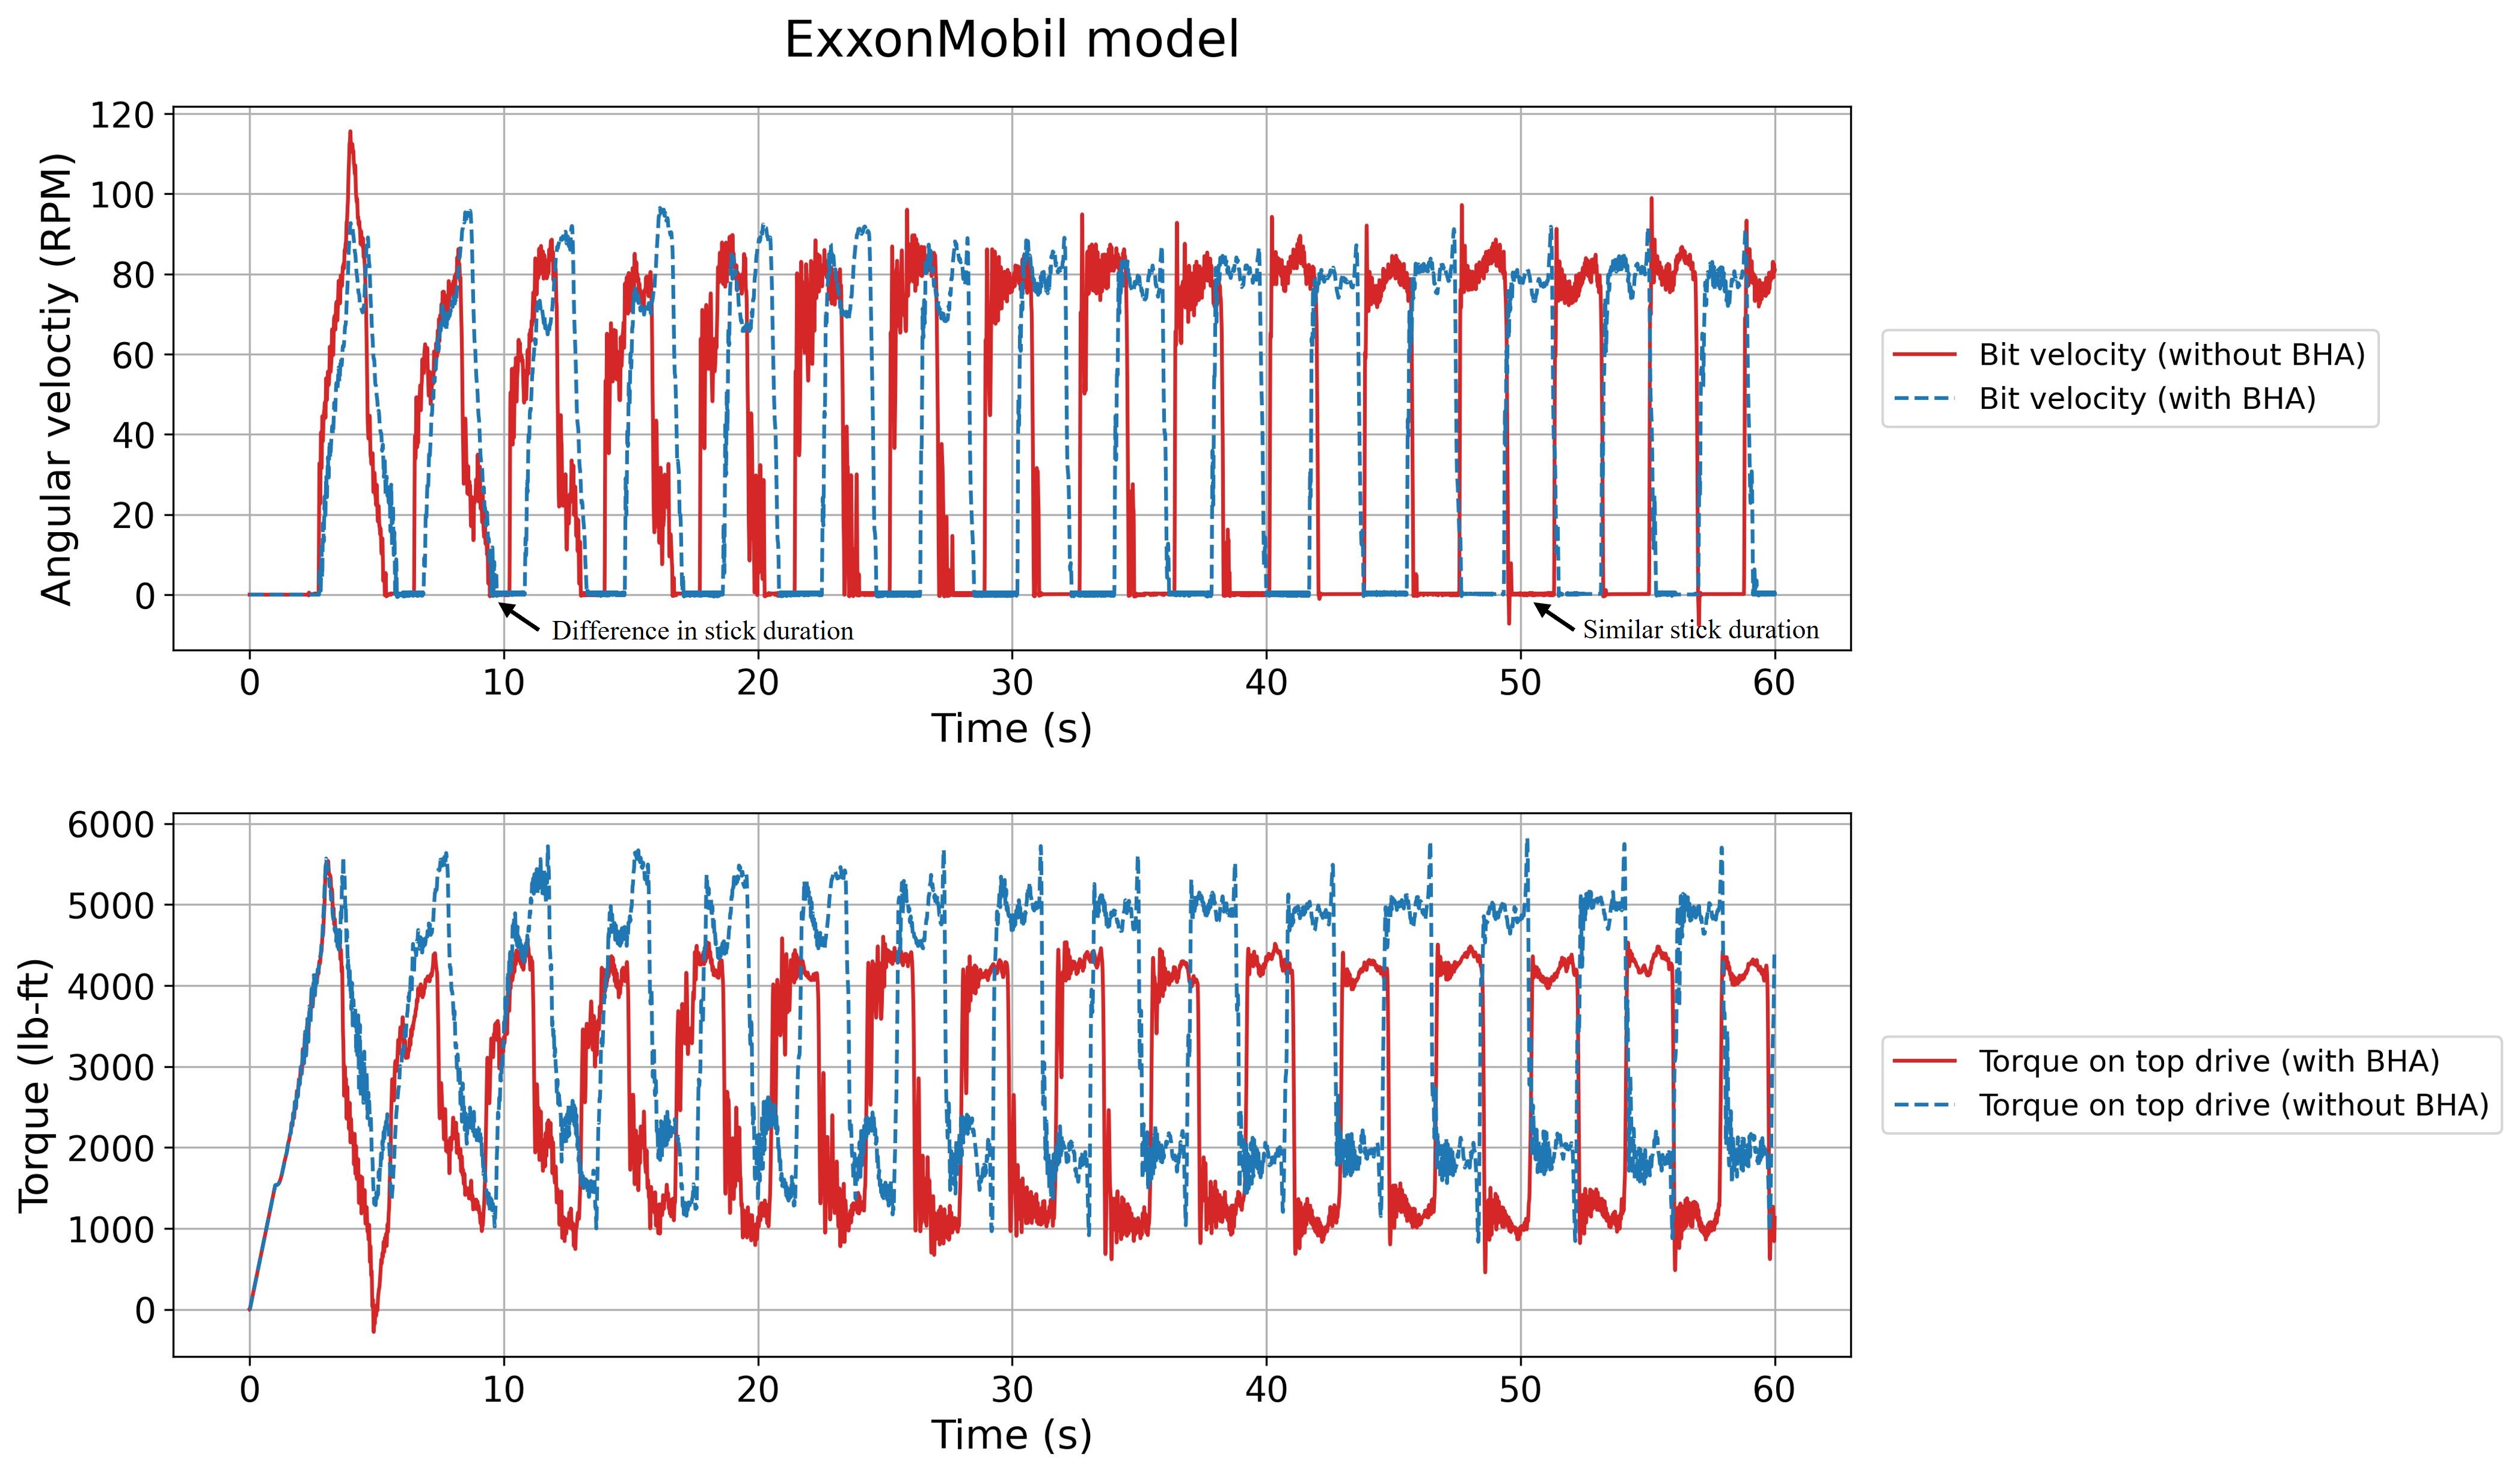 ExxonMobil model
Angular veloctiy (RPM)
120
100
80
60
40
20
0
Difference in stick duration
Similar stick duration
0 10 20 30 40 50 60
Time (s)
Bit velocity (without BHA)
Bit velocity (with BHA)
Torque (lb-ft)
6000
5000
4000
3000
2000
1000
0
0 10 20 30 40 50 60
Time (s)
Torque on top drive (with BHA)
Torque on top drive (without BHA)